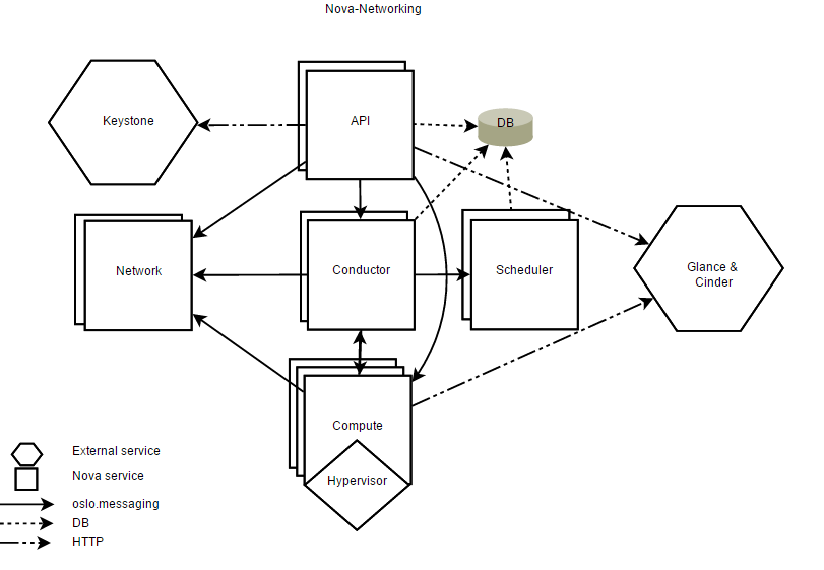 Nova-Networking
Keystone
API
DB
Network
Conductor
Scheduler
Glance &
Cinder
Compute
Hypervisor
External service
Nova service
oslo.messaging
DB
HTTP